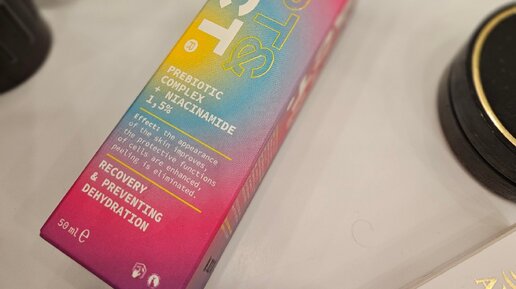 PREBIOTIC
COMPLEX
+ NIACINAMIDE
1,5%
Effect: the appearance
of the skin improves,
the protective functions
of cells are enhanced,
peeling is eliminated.
RECOVERY
& PREVENTING
DEHYDRATION
50 ml ℮